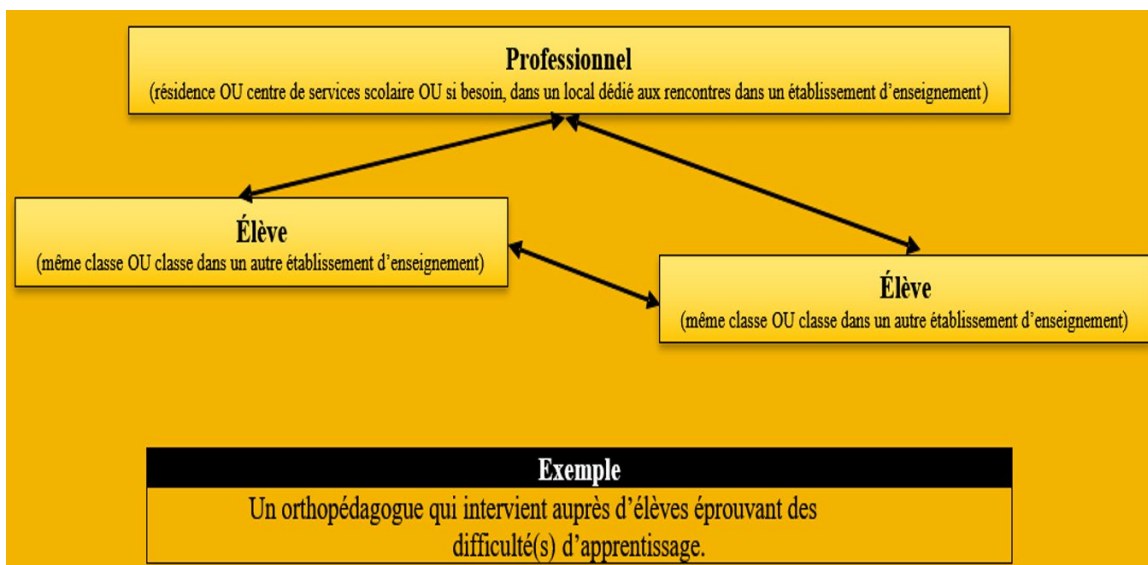 Professionnel
(résidence OU centre de services scolaire OU si besoin, dans un local dédié aux rencontres dans un établissement d’enseignement)
Élève
(même classe OU classe dans un autre établissement d’enseignement)
Élève
(même classe OU classe dans un autre établissement d’enseignement)
Exemple
Un orthopédagogue qui intervient auprès d’élèves éprouvant des
difficulté(s) d’apprentissage.